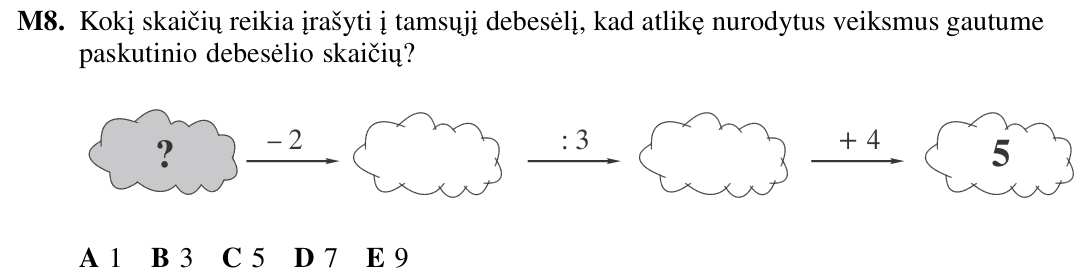 M8. Kokį skaičių reikia įrašyti į tamsųjį debesėlį, kad atlikę nurodytus veiksmus gautume
paskutinio debesėlio skaičių?
? – 2 : 3 + 4 5
A 1 B 3 C 5 D 7 E 9